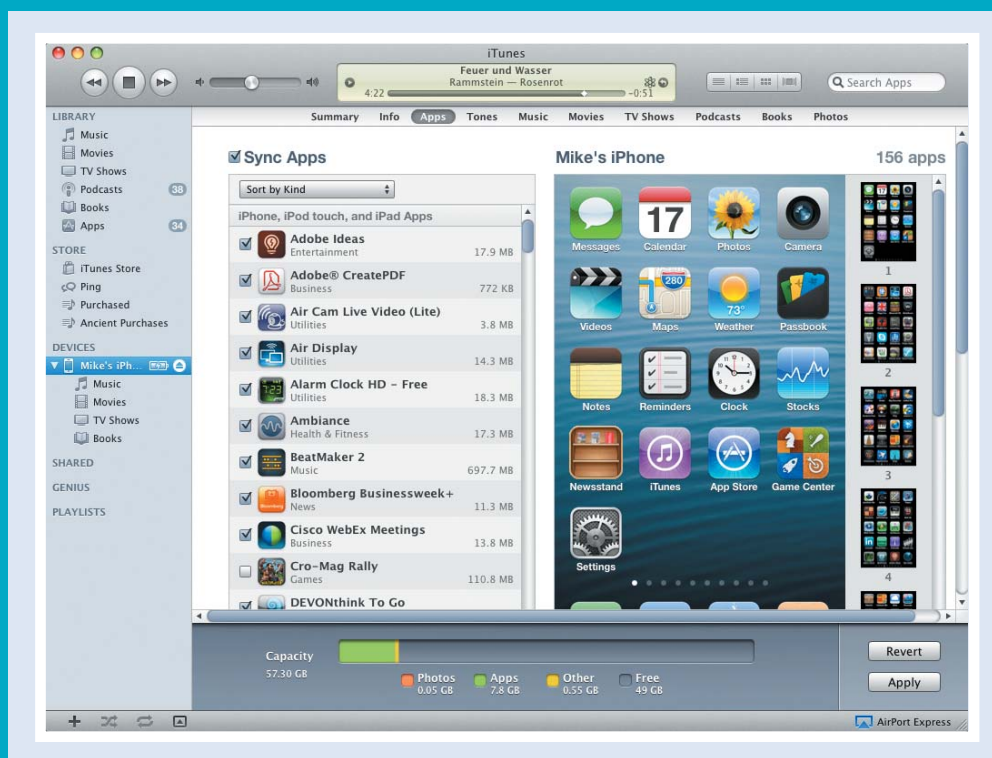 iTunes
Feuer und Wasser
Rammstein — Rosenrot
4:22
-0:51
Search Apps
LIBRARY
Music
Movies
TV Shows
Podcasts 38
Books
Apps 34
STORE
iTunes Store
Ping
Purchased
Ancient Purchases
DEVICES
Mike's iPh...
Music
Movies
TV Shows
Books
SHARED
GENIUS
PLAYLISTS
Summary Info Apps Tones Music Movies TV Shows Podcasts Books Photos
Sync Apps
Sort by Kind
iPhone, iPod touch, and iPad Apps
Adobe Ideas
Entertainment 17.9 MB
Adobe® CreatePDF
Business 772 KB
Air Cam Live Video (Lite)
Utilities 3.8 MB
Air Display
Utilities 14.3 MB
Alarm Clock HD – Free
Utilities 18.3 MB
Ambiance
Health & Fitness 17.3 MB
BeatMaker 2
Music 697.7 MB
Bloomberg Businessweek+
News 11.3 MB
Cisco WebEx Meetings
Business 13.8 MB
Cro-Mag Rally
Games 110.8 MB
DEVONthink To Go
Mike's iPhone
156 apps
17
Messages Calendar Photos Camera
280
73°
Videos Maps Weather Passbook
Notes Reminders Clock Stocks
Newsstand iTunes App Store Game Center
Settings
1
2
3
4
Capacity
57.30 GB
Photos
0.05 GB
Apps
7.8 GB
Other
0.55 GB
Free
49 GB
Revert
Apply
AirPort Express